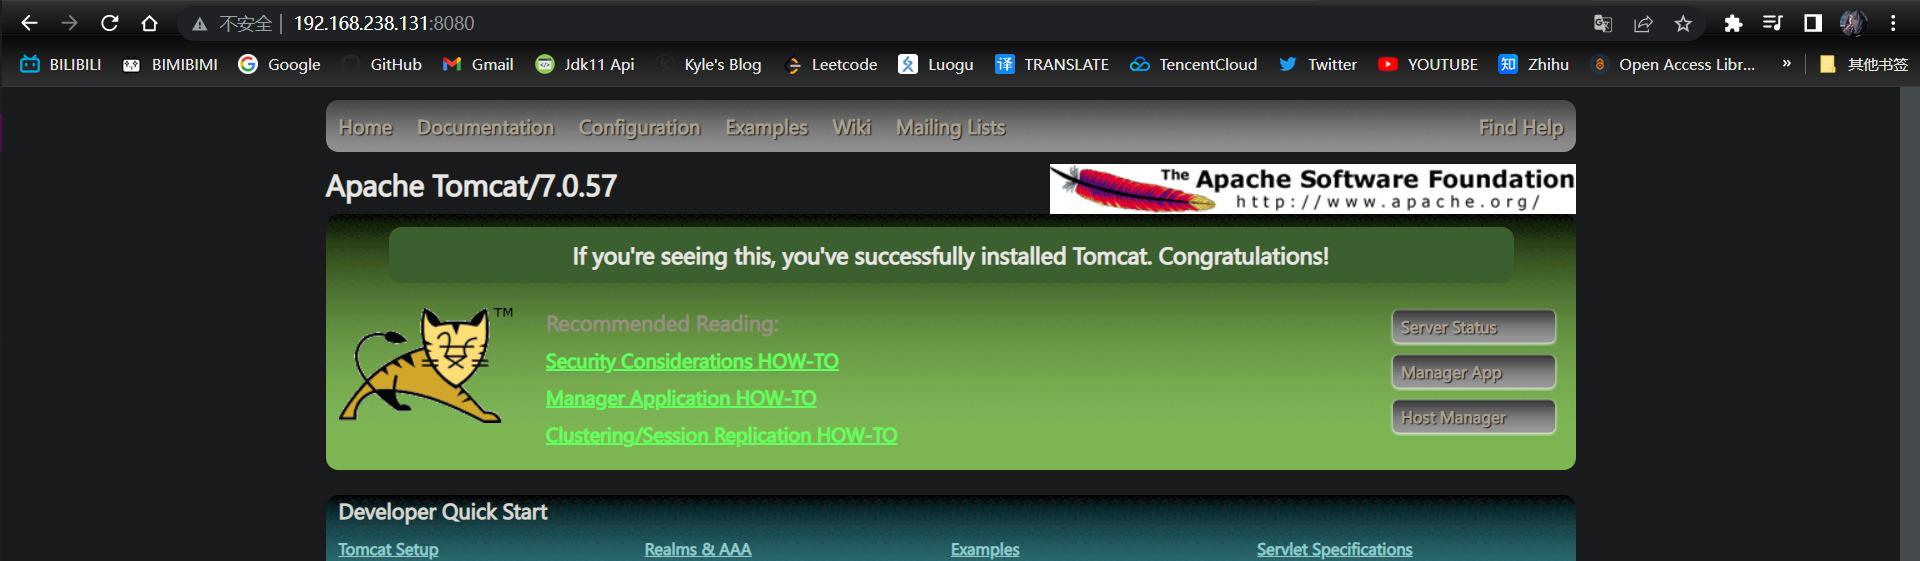 不安全 | 192.168.238.131:8080
BILIBILI BIMIBIMI Google GitHub Gmail Jdk11 Api Kyle's Blog Leetcode Luogu 译 TRANSLATE TencentCloud Twitter YOUTUBE 知 Zhihu Open Access Libr... » 其他书签
Home Documentation Configuration Examples Wiki Mailing Lists Find Help
Apache Tomcat/7.0.57
The Apache Software Foundation
http://www.apache.org/
If you're seeing this, you've successfully installed Tomcat. Congratulations!
TM
Recommended Reading:
Security Considerations HOW-TO
Manager Application HOW-TO
Clustering/Session Replication HOW-TO
Server Status
Manager App
Host Manager
Developer Quick Start
Tomcat Setup Realms & AAA Examples Servlet Specifications